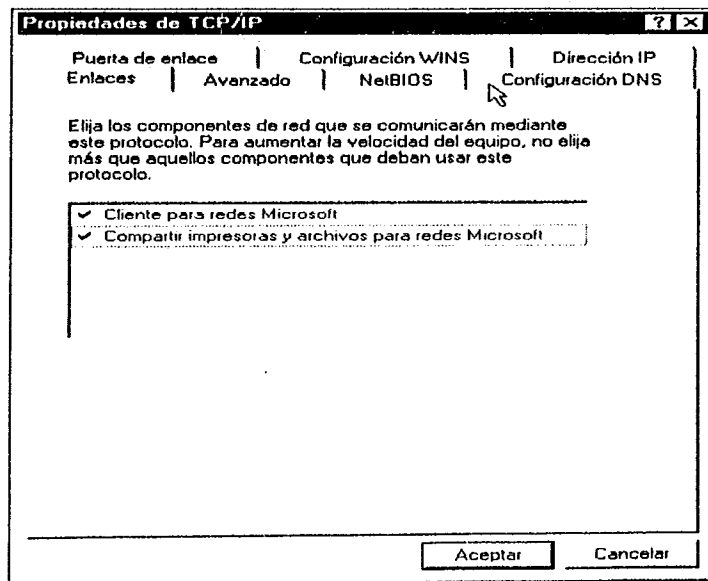 Propiedades de TCP/IP
Puerta de enlace Configuración WINS Dirección IP
Enlaces Avanzado NetBIOS Configuración DNS
Elija los componentes de red que se comunicarán mediante
este protocolo. Para aumentar la velocidad del equipo, no elija
más que aquellos componentes que deban usar este
protocolo.
Cliente para redes Microsoft
Compartir impresoras y archivos para redes Microsoft
Aceptar Cancelar